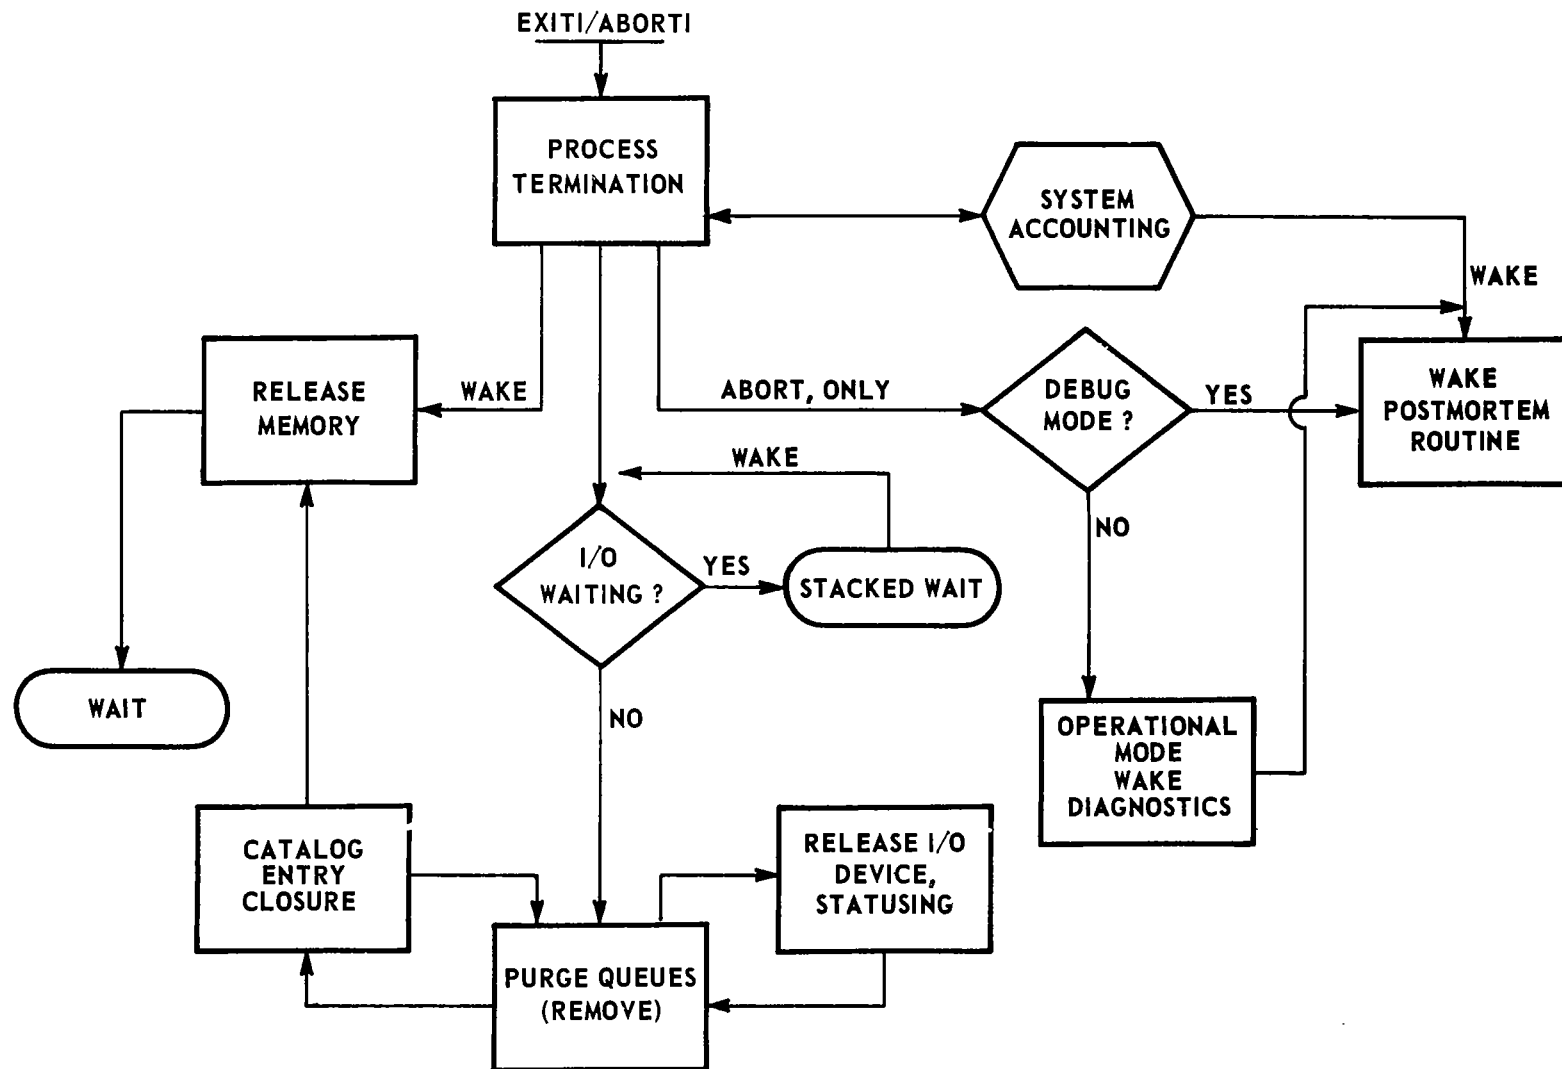 EXITI/ABORTI
PROCESS
TERMINATION
SYSTEM
ACCOUNTING
WAKE
RELEASE
MEMORY
WAKE
ABORT, ONLY
DEBUG
MODE ?
YES
WAKE
POSTMORTEM
ROUTINE
WAKE
NO
I/O
WAITING ?
YES
STACKED WAIT
WAIT
NO
OPERATIONAL
MODE
WAKE
DIAGNOSTICS
CATALOG
ENTRY
CLOSURE
RELEASE I/O
DEVICE,
STATUSING
PURGE QUEUES
(REMOVE)